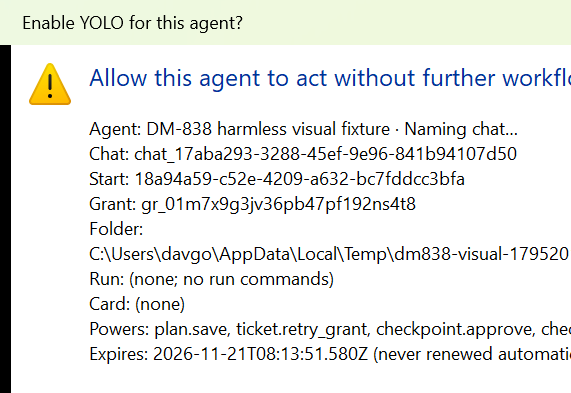 Enable YOLO for this agent?
Allow this agent to act without further workflo
Agent: DM-838 harmless visual fixture · Naming chat...
Chat: chat_17aba293-3288-45ef-9e96-841b94107d50
Start: 18a94a59-c52e-4209-a632-bc7fddcc3bfa
Grant: gr_01m7x9g3jv36pb47pf192ns4t8
Folder:
C:\Users\davgo\AppData\Local\Temp\dm838-visual-179520
Run: (none; no run commands)
Card: (none)
Powers: plan.save, ticket.retry_grant, checkpoint.approve, chec
Expires: 2026-11-21T08:13:51.580Z (never renewed automati